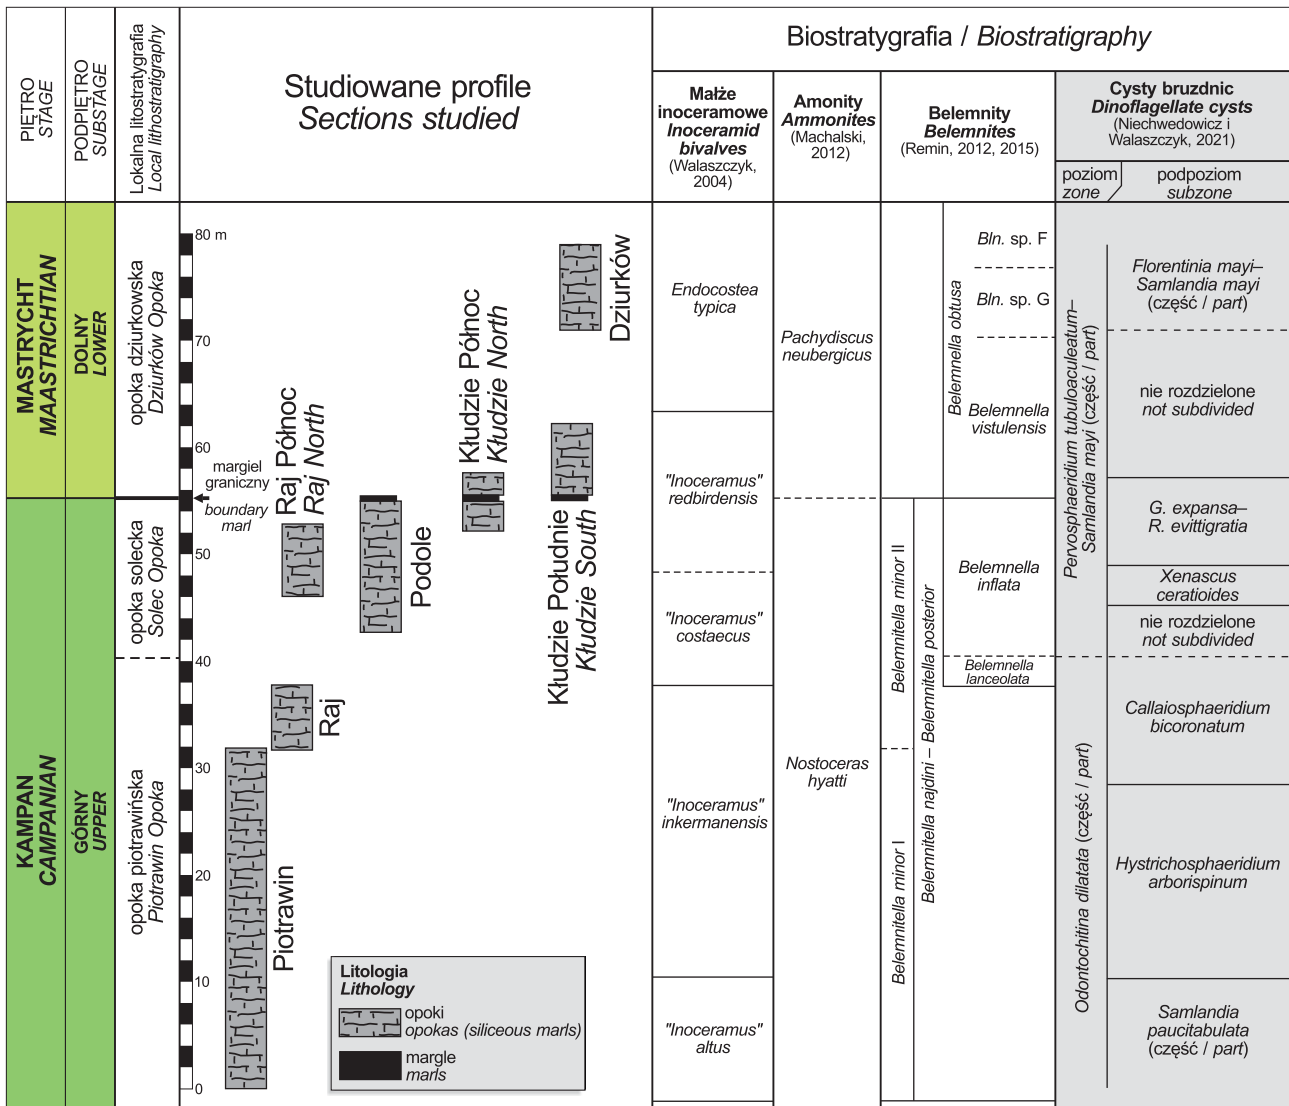 PIĘTRO
STAGE
PODPIĘTRO
SUBSTAGE
Lokalna litostratygrafia
Local lithostratigraphy
Studiowane profile
Sections studied
Biostratygrafia / Biostratigraphy
Małże
inoceramowe
Inoceramid
bivalves
(Walaszczyk,
2004)
Amonity
Ammonites
(Machalski,
2012)
Belemnity
Belemnites
(Remin, 2012, 2015)
Cysty bruzdnic
Dinoflagellate cysts
(Niechwedowicz i
Walaszczyk, 2021)
poziom
zone
podpoziom
subzone
MASTRYCHT
MAASTRICHTIAN
DOLNY
LOWER
opoka dziurkowska
Dziurków Opoka
KAMPAN
CAMPANIAN
GÓRNY
UPPER
opoka solecka
Solec Opoka
opoka piotrawińska
Piotrawin Opoka
80 m
70
60
50
40
30
20
10
0
margiel
graniczny
boundary
marl
Piotrawin
Raj
Raj Północ
Raj North
Podole
Kłudzie Północ
Kłudzie North
Kłudzie Południe
Kłudzie South
Dziurków
Litologia
Lithology
opoki
opokas (siliceous marls)
margle
marls
Endocostea
typica
"Inoceramus"
redbirdensis
"Inoceramus"
costaecus
"Inoceramus"
inkermanensis
"Inoceramus"
altus
Pachydiscus
neubergicus
Nostoceras
hyatti
Belemnella obtusa
Bln. sp. F
Bln. sp. G
Belemnella
vistulensis
Belemnitella minor II
Belemnitella minor I
Belemnitella najdini – Belemnitella posterior
Belemnella
inflata
Belemnella
lanceolata
Pervosphaeridium tubuloaculeatum–
Samlandia mayi (część / part)
Odontochitina dilatata (część / part)
Florentinia mayi–
Samlandia mayi
(część / part)
nie rozdzielone
not subdivided
G. expansa–
R. evittigratia
Xenascus
ceratioides
nie rozdzielone
not subdivided
Callaiosphaeridium
bicoronatum
Hystrichosphaeridium
arborispinum
Samlandia
paucitabulata
(część / part)